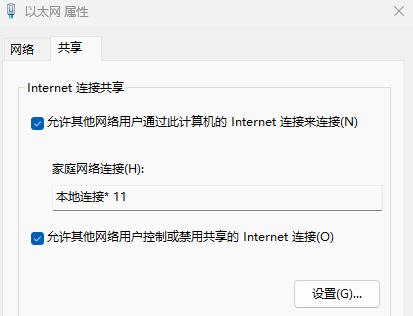 以太网 属性
网络
共享
Internet 连接共享
允许其他网络用户通过此计算机的 Internet 连接来连接(N)
家庭网络连接(H):
本地连接* 11
允许其他网络用户控制或禁用共享的 Internet 连接(O)
设置(G)...